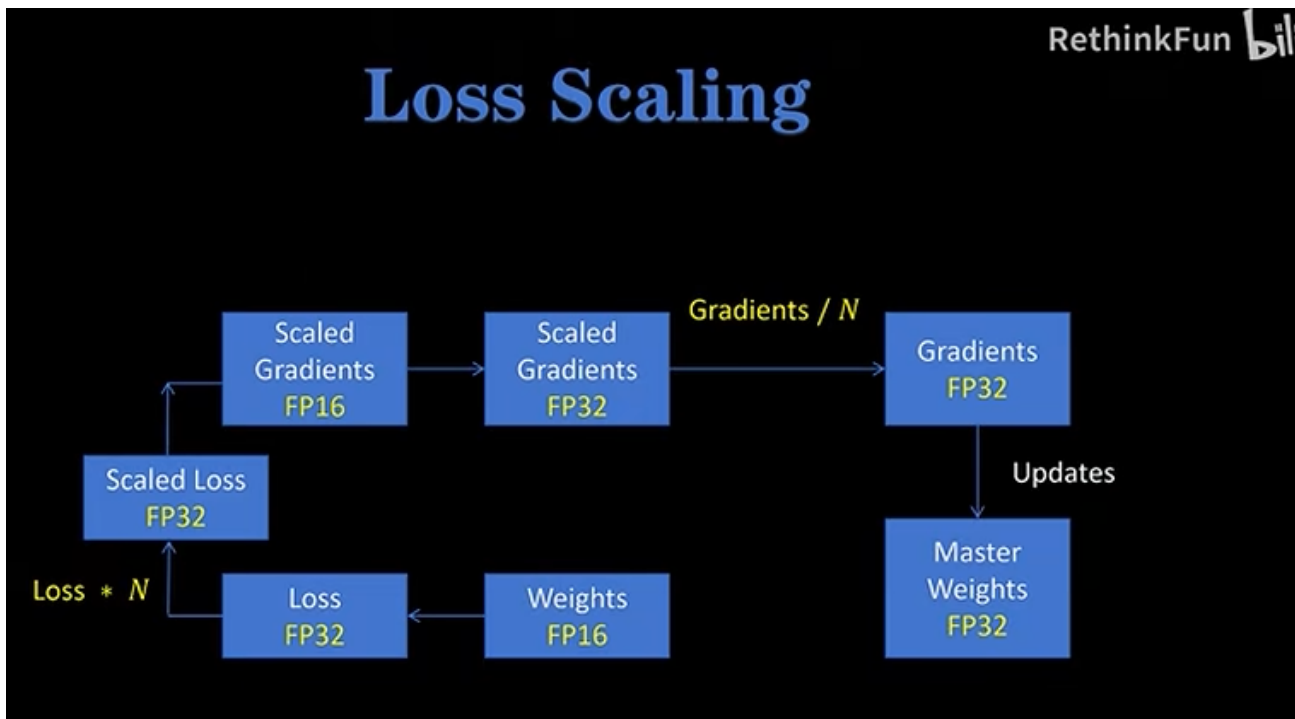 RethinkFun bili
Loss Scaling
Gradients / N
Scaled
Gradients
FP16
Scaled
Gradients
FP32
Gradients
FP32
Scaled Loss
FP32
Updates
Loss * N
Loss
FP32
Weights
FP16
Master
Weights
FP32